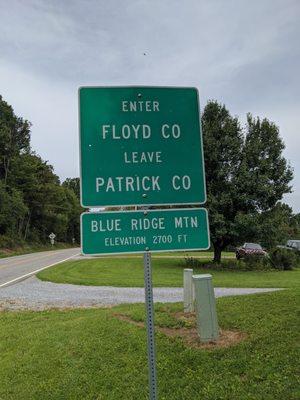 ENTER
FLOYD CO
LEAVE
PATRICK CO
BLUE RIDGE MTN
ELEVATION 2700 FT